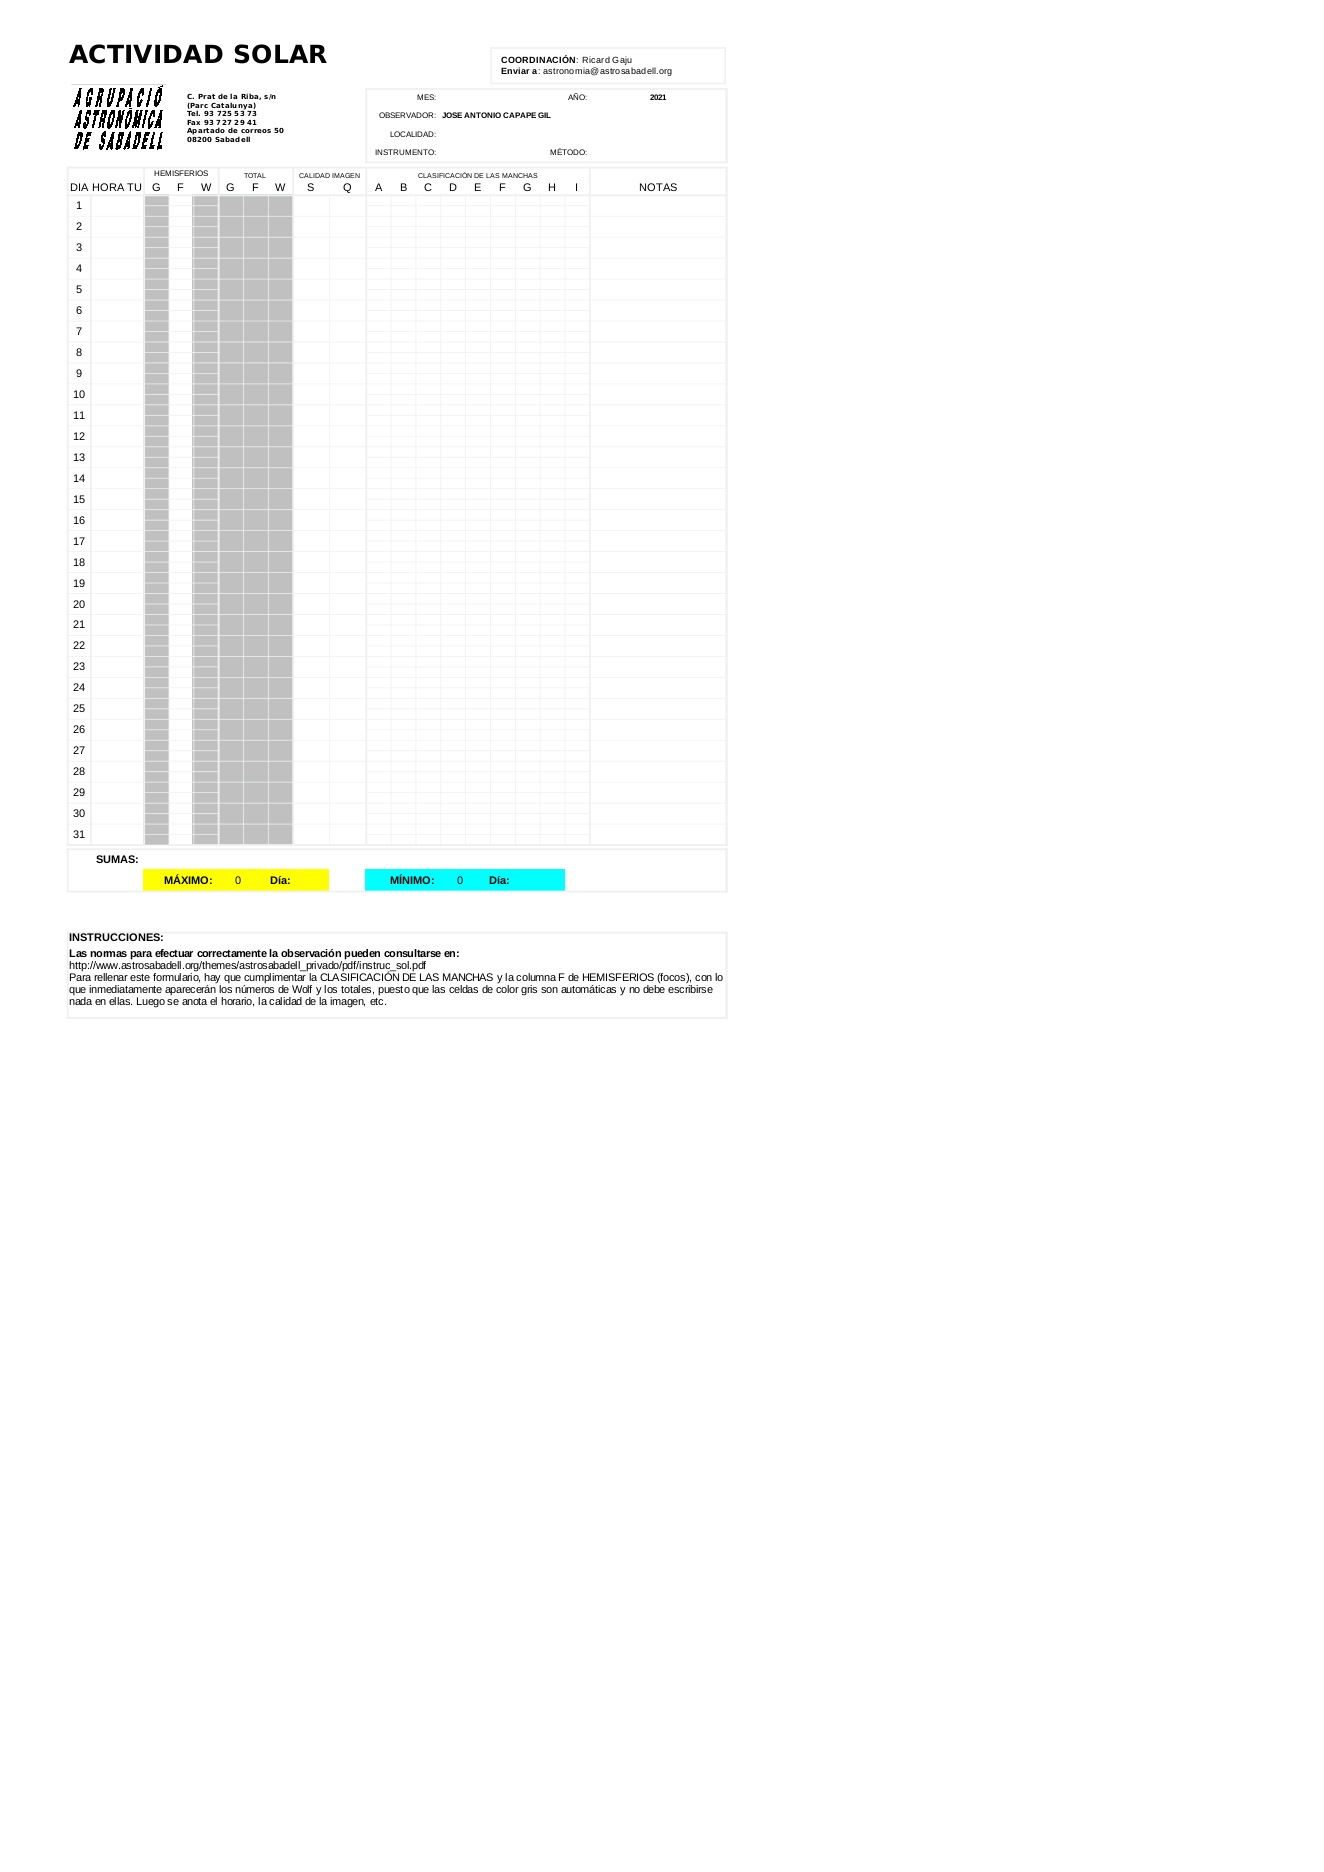 ACTIVIDAD SOLAR
COORDINACIÓN: Ricard Gaju
Enviar a: astronomia@astrosabadell.org
AGRUPACIÓ
ASTRONÒMICA
DE SABADELL
C. Prat de la Riba, s/n
(Parc Catalunya)
Tel. 93 725 53 73
Fax 93 727 29 41
Apartado de correos 50
08200 Sabadell
MES: AÑO: 2021
OBSERVADOR: JOSE ANTONIO CAPAPE GIL
LOCALIDAD:
INSTRUMENTO: MÉTODO:
HEMISFERIOS TOTAL CALIDAD IMAGEN CLASIFICACIÓN DE LAS MANCHAS
DIA HORA TU G F W G F W S Q A B C D E F G H I NOTAS
1
2
3
4
5
6
7
8
9
10
11
12
13
14
15
16
17
18
19
20
21
22
23
24
25
26
27
28
29
30
31
SUMAS:
MÁXIMO: 0 Día: MÍNIMO: 0 Día:
INSTRUCCIONES:
Las normas para efectuar correctamente la observación pueden consultarse en:
http://www.astrosabadell.org/themes/astrosabadell_privado/pdf/instruc_sol.pdf
Para rellenar este formulario, hay que cumplimentar la CLASIFICACIÓN DE LAS MANCHAS y la columna F de HEMISFERIOS (focos), con lo
que inmediatamente aparecerán los números de Wolf y los totales, puesto que las celdas de color gris son automáticas y no debe escribirse
nada en ellas. Luego se anota el horario, la calidad de la imagen, etc.